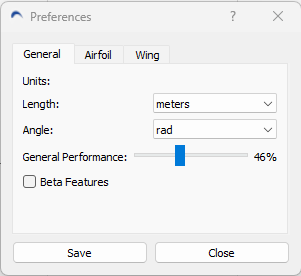 Preferences
?
General Airfoil Wing
Units:
Length: meters
Angle: rad
General Performance: 46%
Beta Features
Save Close